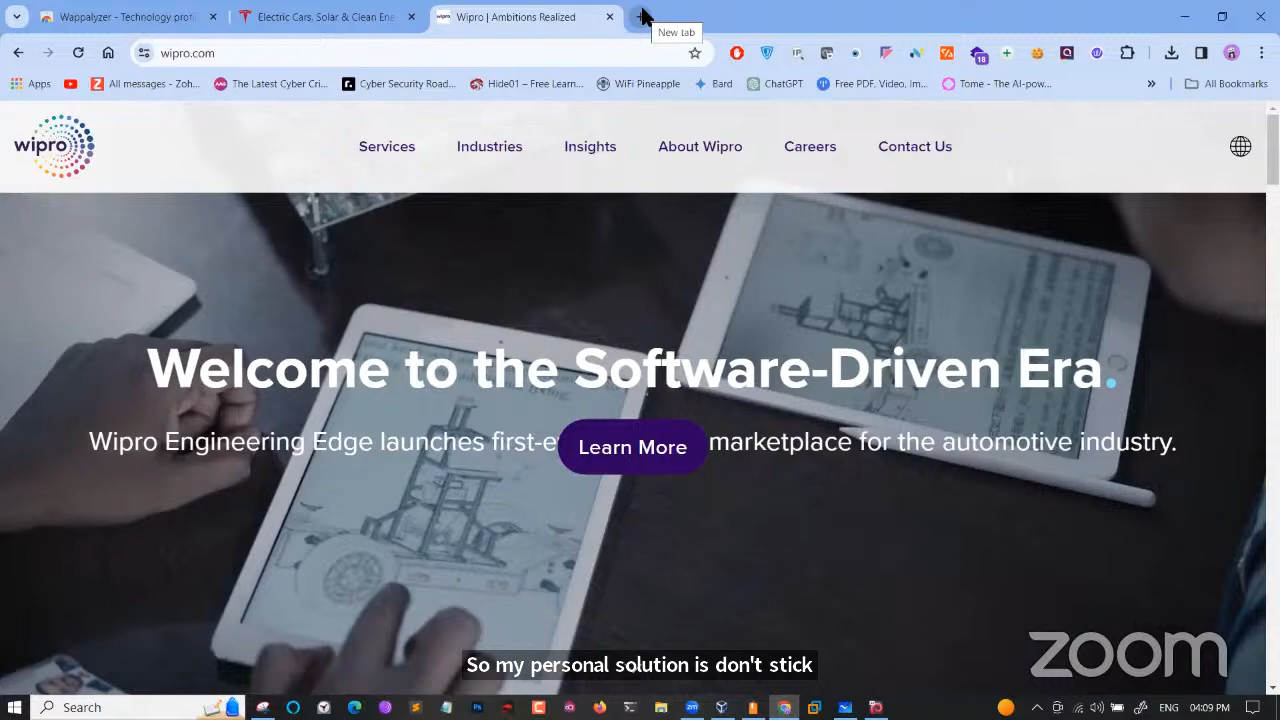 Wappalyzer - Technology profi
Electric Cars, Solar & Clean Ene
Wipro | Ambitions Realized
New tab
wipro.com
18
Apps
All messages - Zoh...
The Latest Cyber Cri...
Cyber Security Road...
Hide01 – Free Learn...
WiFi Pineapple
Bard
ChatGPT
Free PDF, Video, Im...
Tome - The AI-pow...
All Bookmarks
wipro
Services
Industries
Insights
About Wipro
Careers
Contact Us
Welcome to the Software-Driven Era.
Wipro Engineering Edge launches first-e
marketplace for the automotive industry.
Learn More
zoom
So my personal solution is don't stick
Search
ENG
04:09 PM